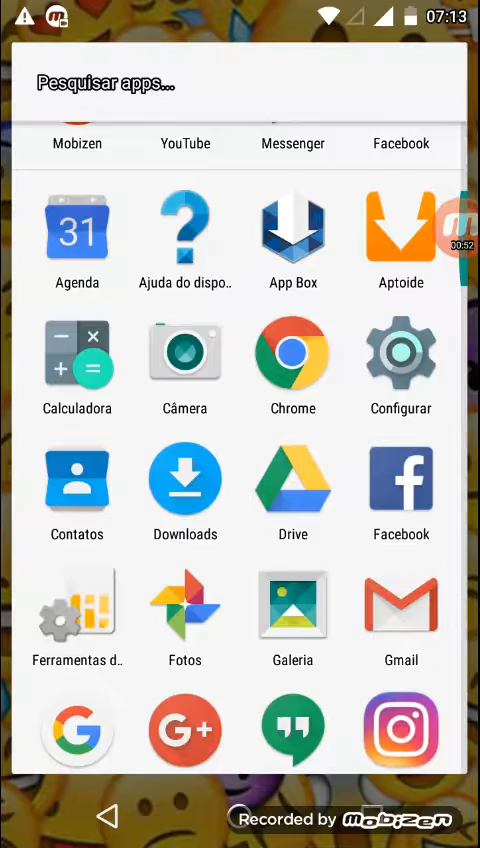 07:13
Pesquisar apps...
Mobizen YouTube Messenger Facebook
31
00:52
Agenda Ajuda do dispo.. App Box Aptoide
Calculadora Câmera Chrome Configurar
Contatos Downloads Drive Facebook
Ferramentas d.. Fotos Galeria Gmail
G+
Recorded by mobizen